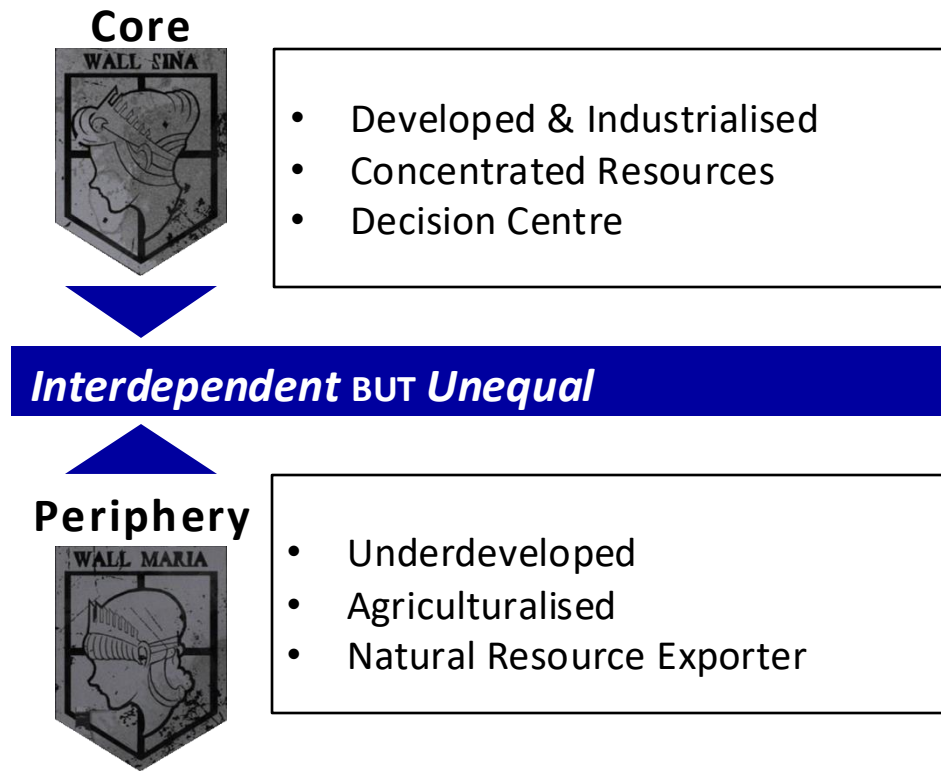 Core
WALL SINA
• Developed & Industrialised
• Concentrated Resources
• Decision Centre
Interdependent BUT Unequal
Periphery
WALL MARIA
• Underdeveloped
• Agriculturalised
• Natural Resource Exporter